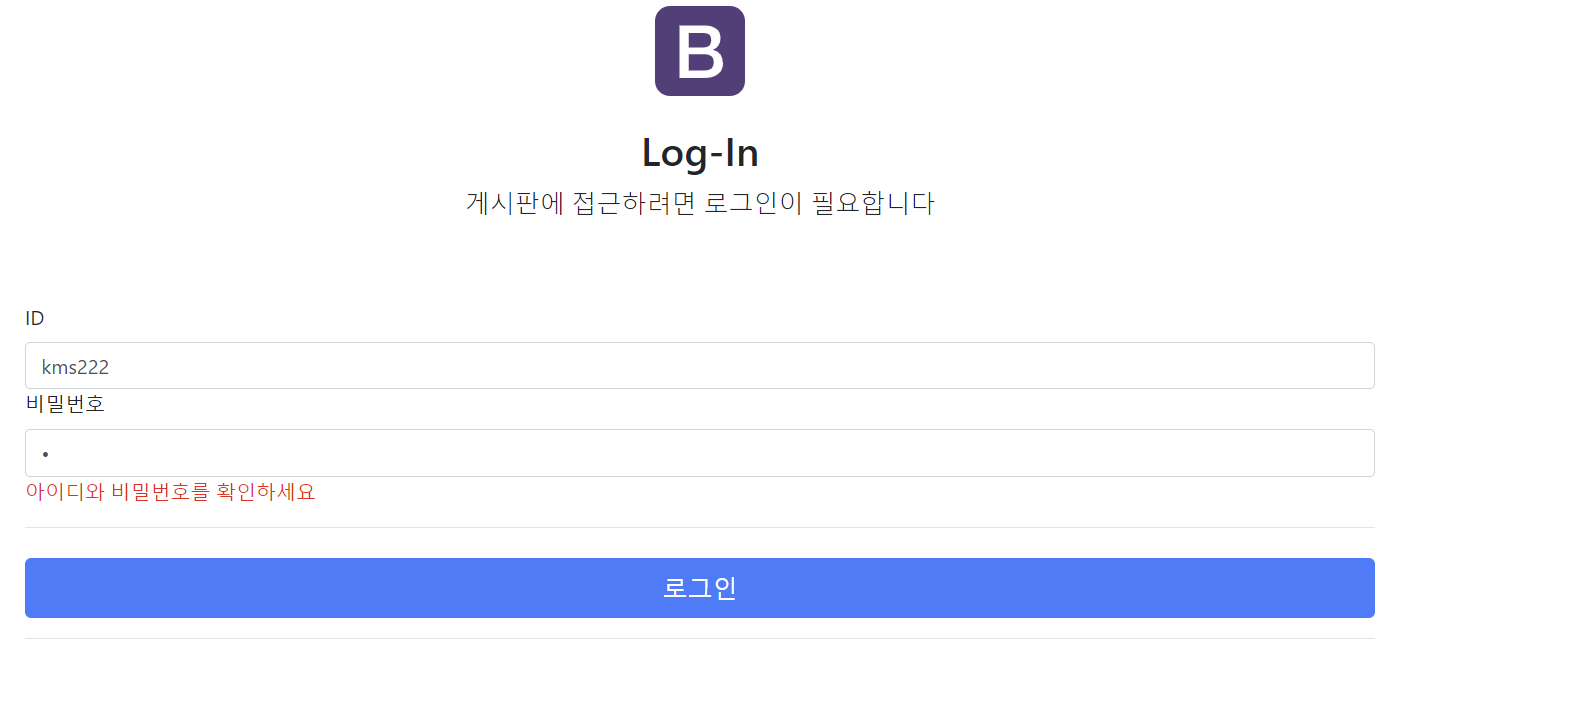 B
Log-In
게시판에 접근하려면 로그인이 필요합니다
ID
kms222
비밀번호
•
아이디와 비밀번호를 확인하세요
로그인